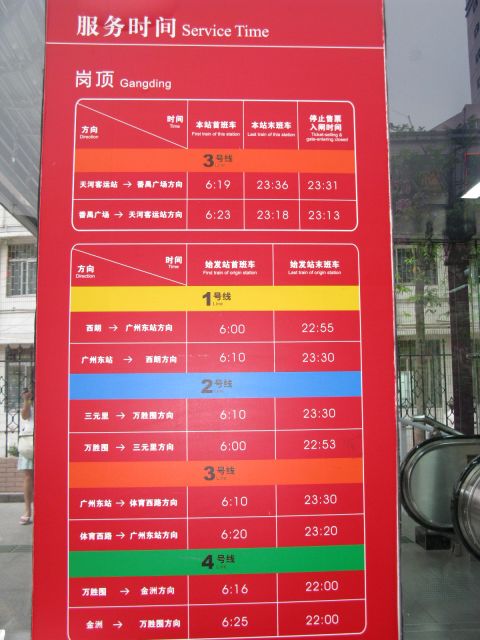 服务时间 Service Time
岗顶 Gangding
方向 Direction 时间 Time 本站首班车 First train of this station 本站末班车 Last train of this station 停止售票入闸时间 Ticket-selling & gate-entering closed
3号线 Line
天河客运站 → 番禺广场方向 6:19 23:36 23:31
番禺广场 → 天河客运站方向 6:23 23:18 23:13
方向 Direction 时间 Time 始发站首班车 First train of origin station 始发站末班车 Last train of origin station
1号线 Line
西朗 → 广州东站方向 6:00 22:55
广州东站 → 西朗方向 6:10 23:30
2号线 Line
三元里 → 万胜围方向 6:10 23:30
万胜围 → 三元里方向 6:00 22:53
3号线 Line
广州东站 → 体育西路方向 6:10 23:30
体育西路 → 广州东站方向 6:20 23:20
4号线 Line
万胜围 → 金洲方向 6:16 22:00
金洲 → 万胜围方向 6:25 22:00